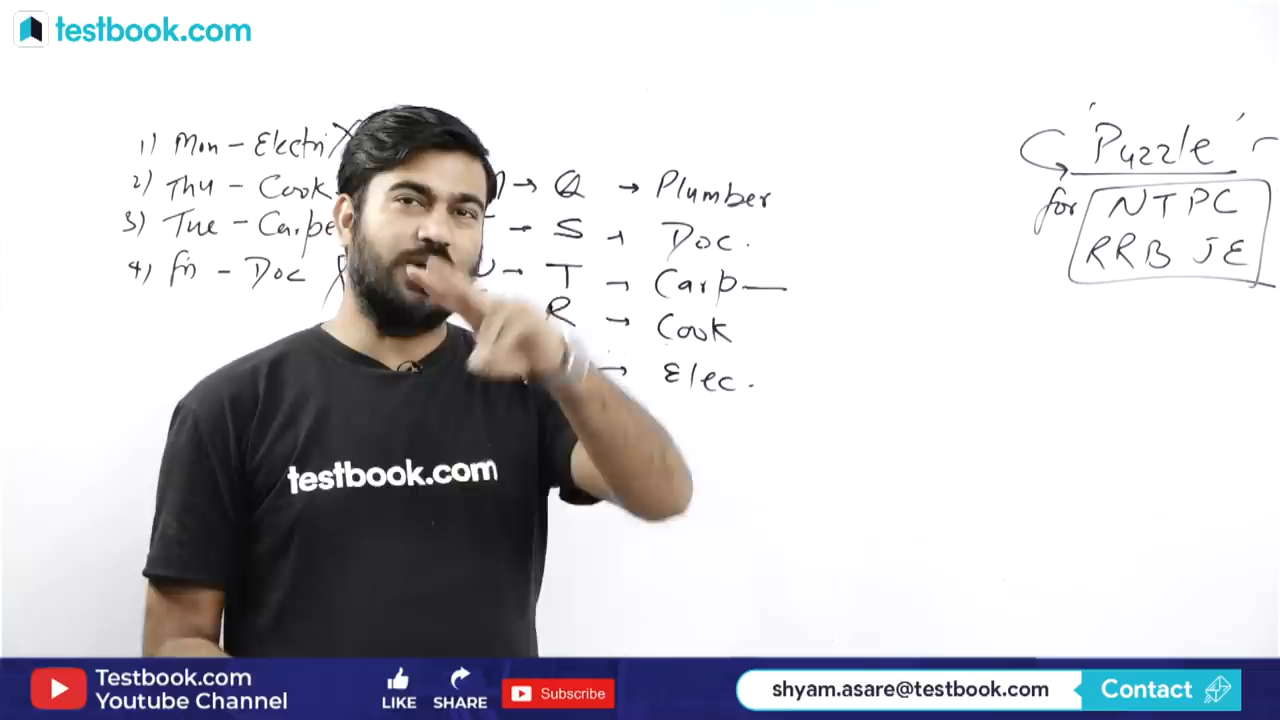 testbook.com
1) Mon - Electri
2) Thu - Cook
3) Tue - Carpe
4) fri - Doc
→ Q → Plumber
S → Doc.
T → Carp
R → Cook
→ Elec.
'Puzzle'
for NTPC
RRB JE
testbook.com
Testbook.com
Youtube Channel
LIKE
SHARE
Subscribe
shyam.asare@testbook.com
Contact